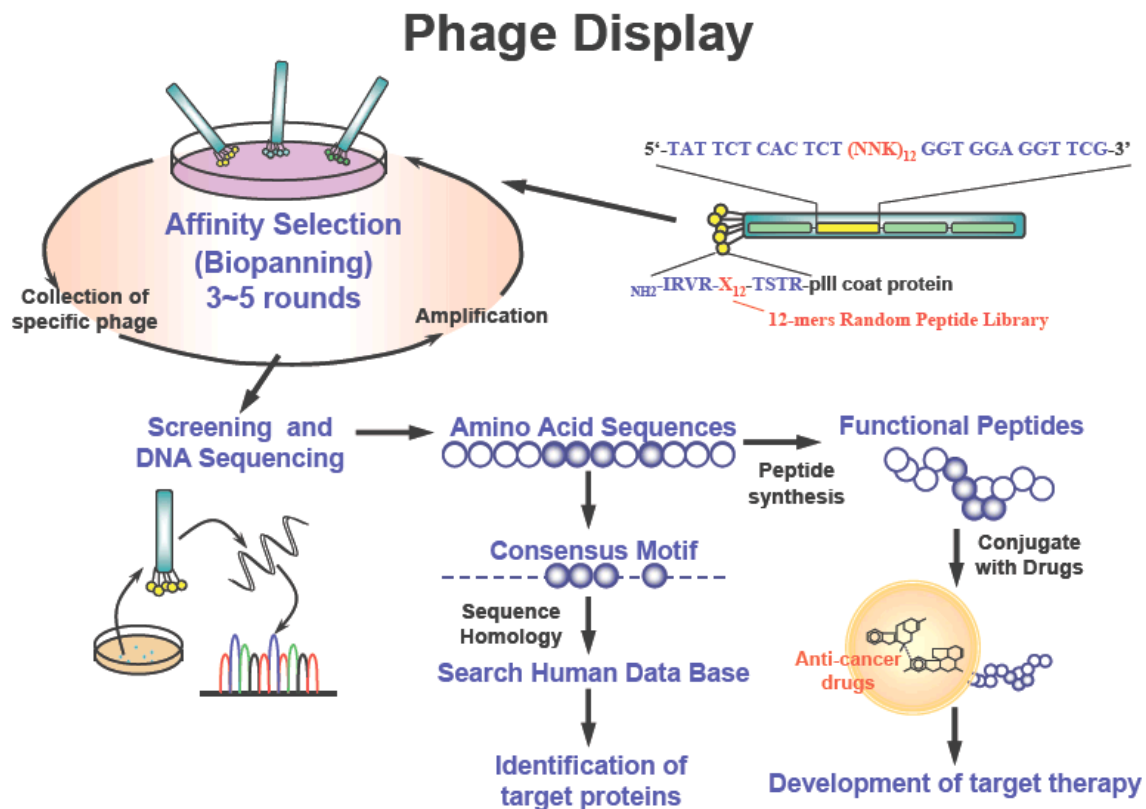 Phage Display
5‘-TAT TCT CAC TCT (NNK)12 GGT GGA GGT TCG-3’
Affinity Selection
(Biopanning)
3~5 rounds
Collection of
specific phage
Amplification
NH2-IRVR-X12-TSTR-pIII coat protein
12-mers Random Peptide Library
Screening and
DNA Sequencing
Amino Acid Sequences
Functional Peptides
Peptide
synthesis
Consensus Motif
Conjugate
with Drugs
Sequence
Homology
Anti-cancer
drugs
Search Human Data Base
Identification of
target proteins
Development of target therapy